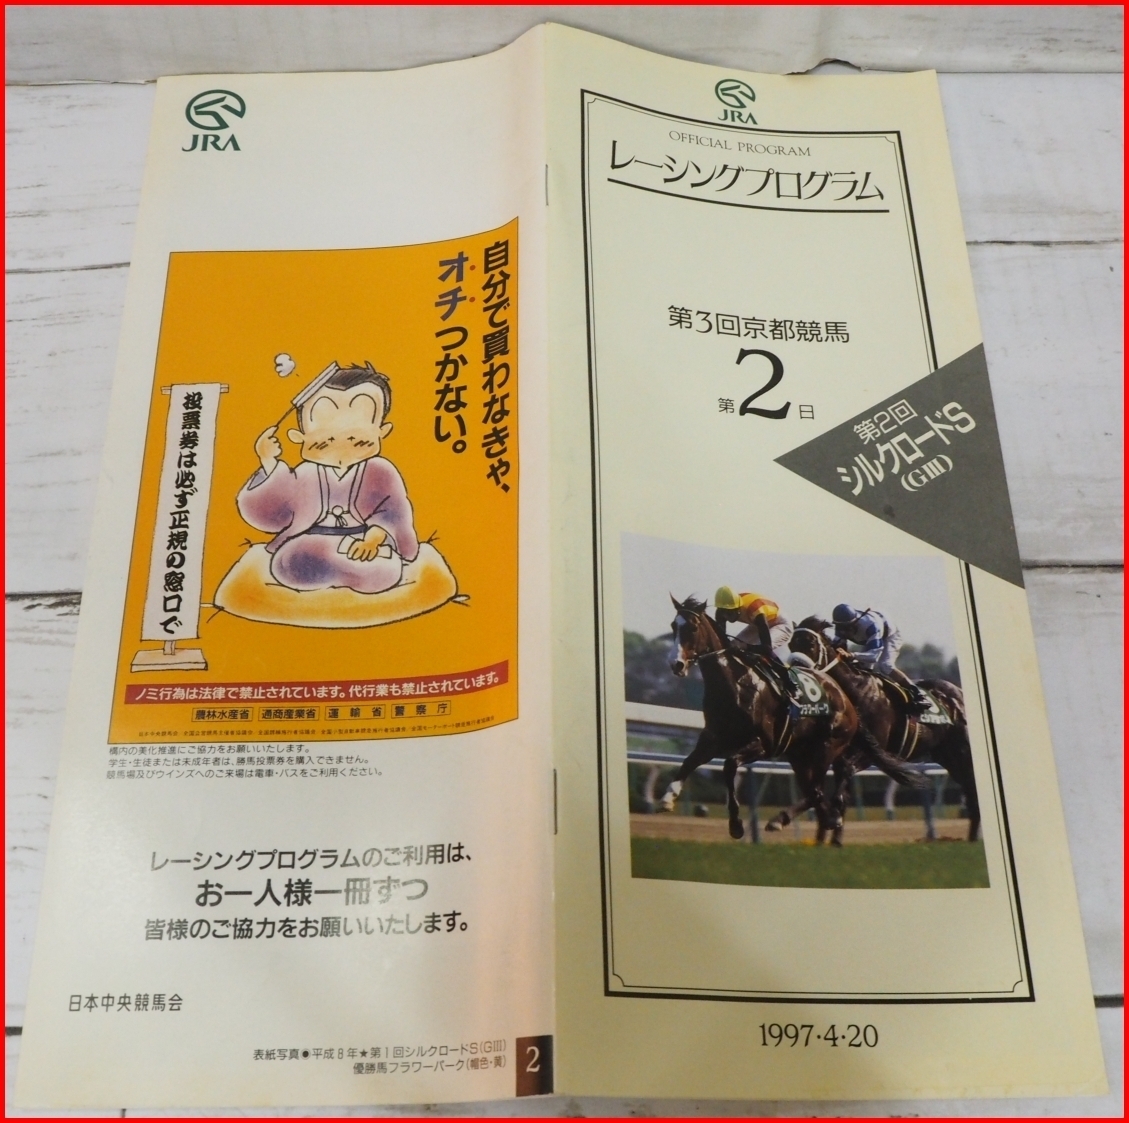 JRA
自分で買わなきゃ、
オチつかない。
投票券は必ず正規の窓口で
ノミ行為は法律で禁止されています。代行業も禁止されています。
農林水産省 通商産業省 運輸省 警察庁
構内の美化推進にご協力をお願いいたします。
学生・生徒または未成年者は、勝馬投票券を購入できません。
競馬場及びウインズへのご来場は電車・バスをご利用ください。
レーシングプログラムのご利用は、
お一人様一冊ずつ
皆様のご協力をお願いいたします。
日本中央競馬会
表紙写真●平成8年★第1回シルクロードS(GIII)
優勝馬フラワーパーク(帽色・黄)
2
JRA
OFFICIAL PROGRAM
レーシングプログラム
第3回京都競馬
第2日
第2回
シルクロードS
(GIII)
6
フラワーパーク
1997・4・20